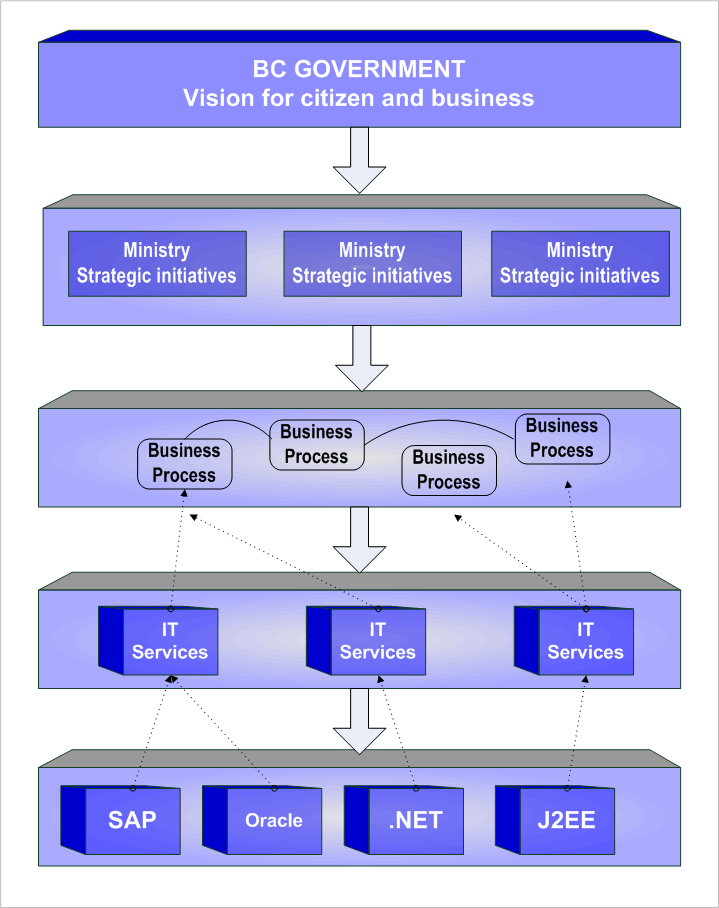 BC GOVERNMENT
Vision for citizen and business
Ministry
Strategic initiatives
Ministry
Strategic initiatives
Ministry
Strategic initiatives
Business
Process
Business
Process
Business
Process
Business
Process
IT
Services
IT
Services
IT
Services
SAP
Oracle
.NET
J2EE